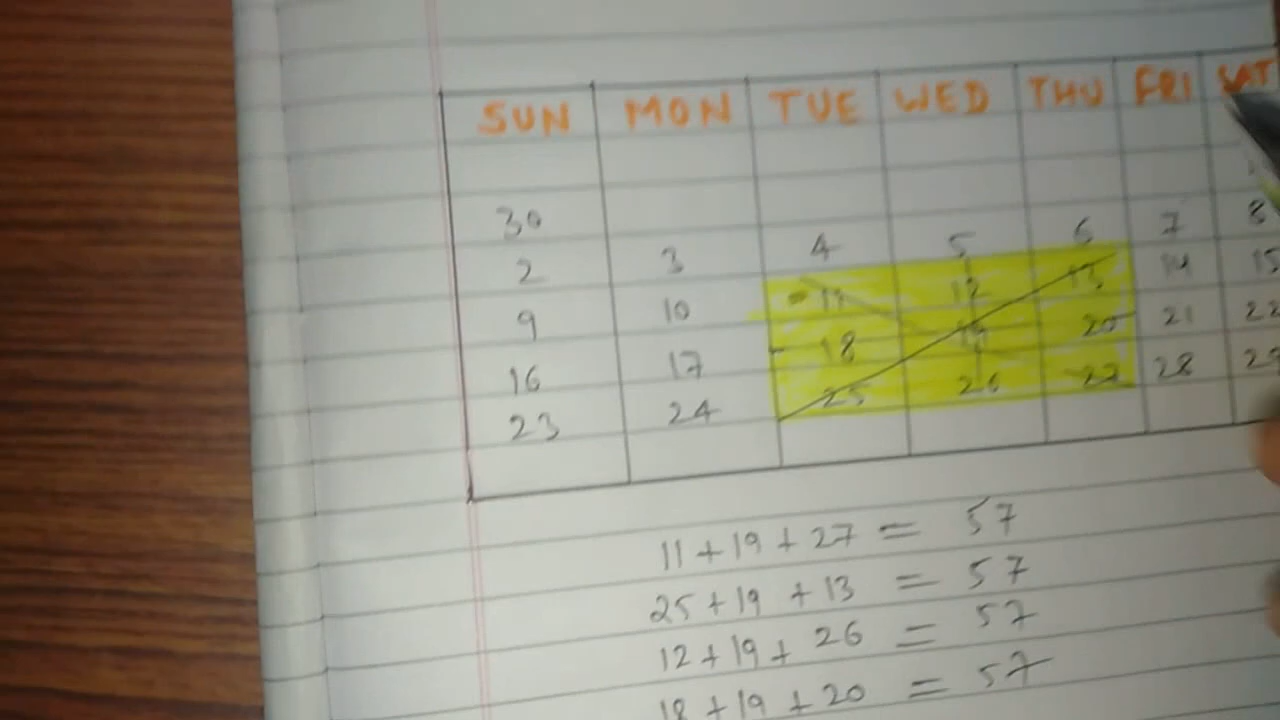 SUN MON TUE WED THU FRI SAT
30
2 3 4 5 6 7 8
9 10 11 12 13 14 15
16 17 18 19 20 21 22
23 24 25 26 27 28 29
11 + 19 + 27 = 57
25 + 19 + 13 = 57
12 + 19 + 26 = 57
18 + 19 + 20 = 57